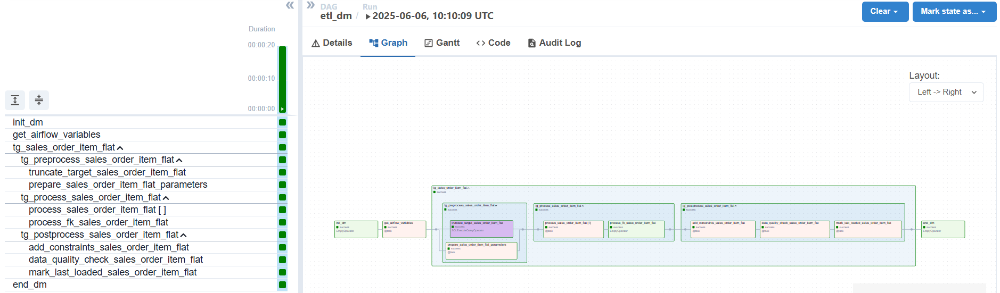 DAG
etl_dm
/
Run
2025-06-06, 10:10:09 UTC
Clear
Mark state as...
Duration
00:00:20
00:00:10
00:00:00
Details
Graph
Gantt
Code
Audit Log
Layout:
Left -> Right
init_dm
get_airflow_variables
tg_sales_order_item_flat
tg_preprocess_sales_order_item_flat
truncate_target_sales_order_item_flat
prepare_sales_order_item_flat_parameters
tg_process_sales_order_item_flat
process_sales_order_item_flat [ ]
process_fk_sales_order_item_flat
tg_postprocess_sales_order_item_flat
add_constraints_sales_order_item_flat
data_quality_check_sales_order_item_flat
mark_last_loaded_sales_order_item_flat
end_dm
init_dm
success
EmptyOperator
get_airflow_variables
success
@task
tg_sales_order_item_flat
success
tg_preprocess_sales_order_item_flat
success
truncate_target_sales_order_item_flat
success
SQLExecuteQueryOperator
prepare_sales_order_item_flat_parameters
success
@task
tg_process_sales_order_item_flat
success
process_sales_order_item_flat [1]
success
@task
process_fk_sales_order_item_flat
success
EmptyOperator
tg_postprocess_sales_order_item_flat
success
add_constraints_sales_order_item_flat
success
@task
data_quality_check_sales_order_item_flat
success
@task
mark_last_loaded_sales_order_item_flat
success
@task
end_dm
success
EmptyOperator